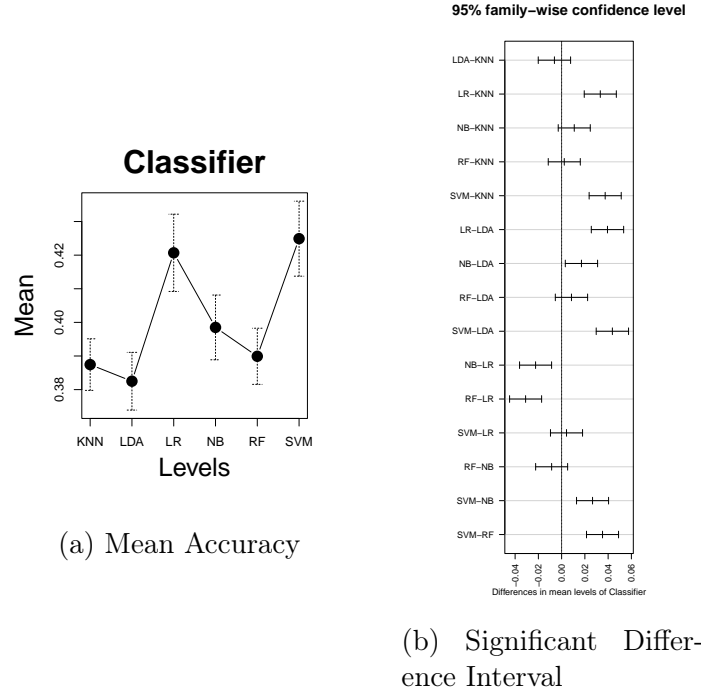 Classifier
Mean
0.38
0.40
0.42
KNN LDA LR NB RF SVM
Levels
(a) Mean Accuracy
95% family−wise confidence level
LDA−KNN
LR−KNN
NB−KNN
RF−KNN
SVM−KNN
LR−LDA
NB−LDA
RF−LDA
SVM−LDA
NB−LR
RF−LR
SVM−LR
RF−NB
SVM−NB
SVM−RF
−0.04 −0.02 0.00 0.02 0.04 0.06
Differences in mean levels of Classifier
(b) Significant Differ-
ence Interval